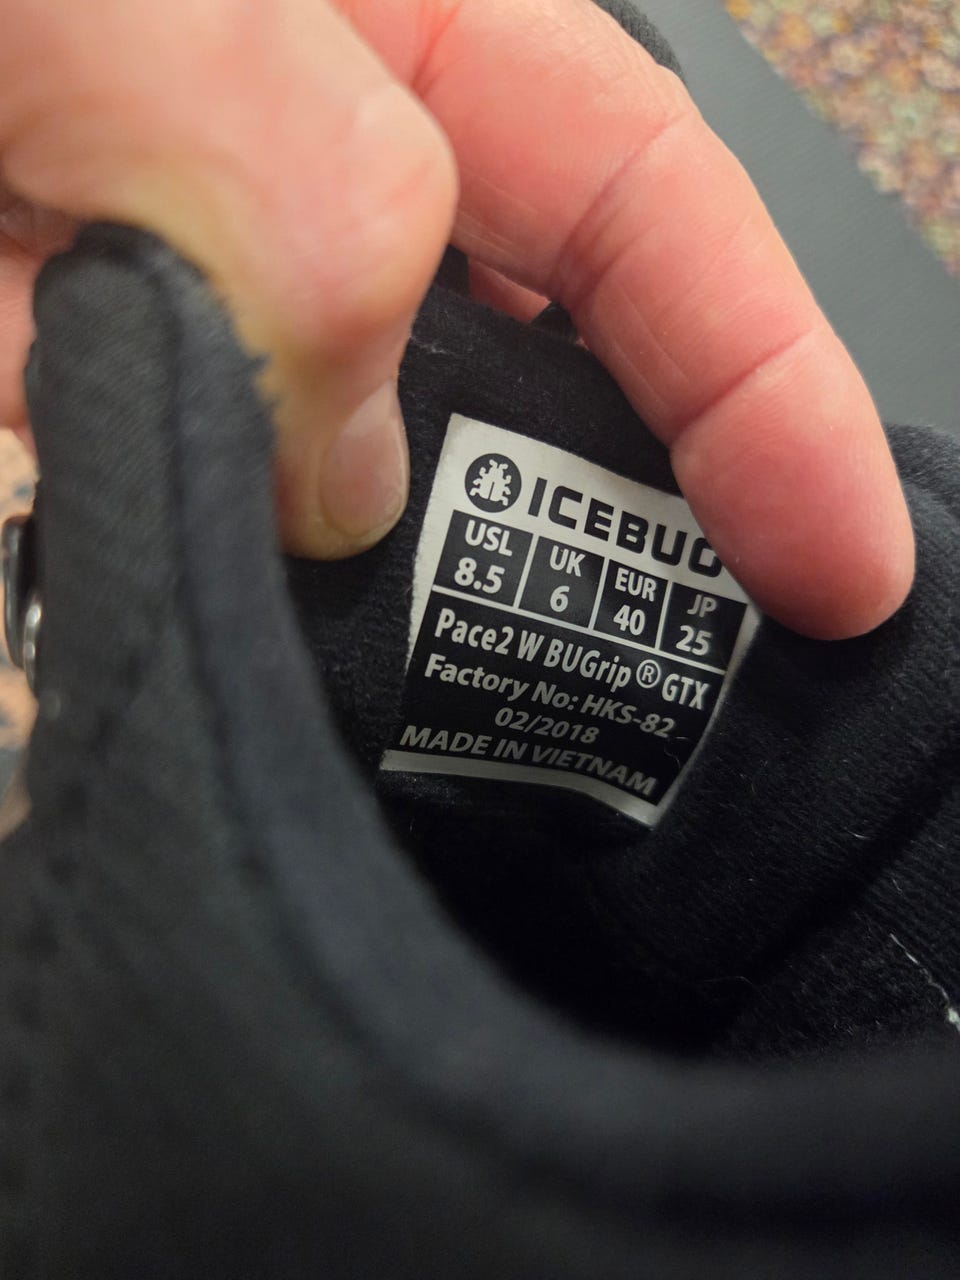 ICEBUG
USL UK EUR JP
8.5 6 40 25
Pace2 W BUGrip® GTX
Factory No: HKS-82
02/2018
MADE IN VIETNAM